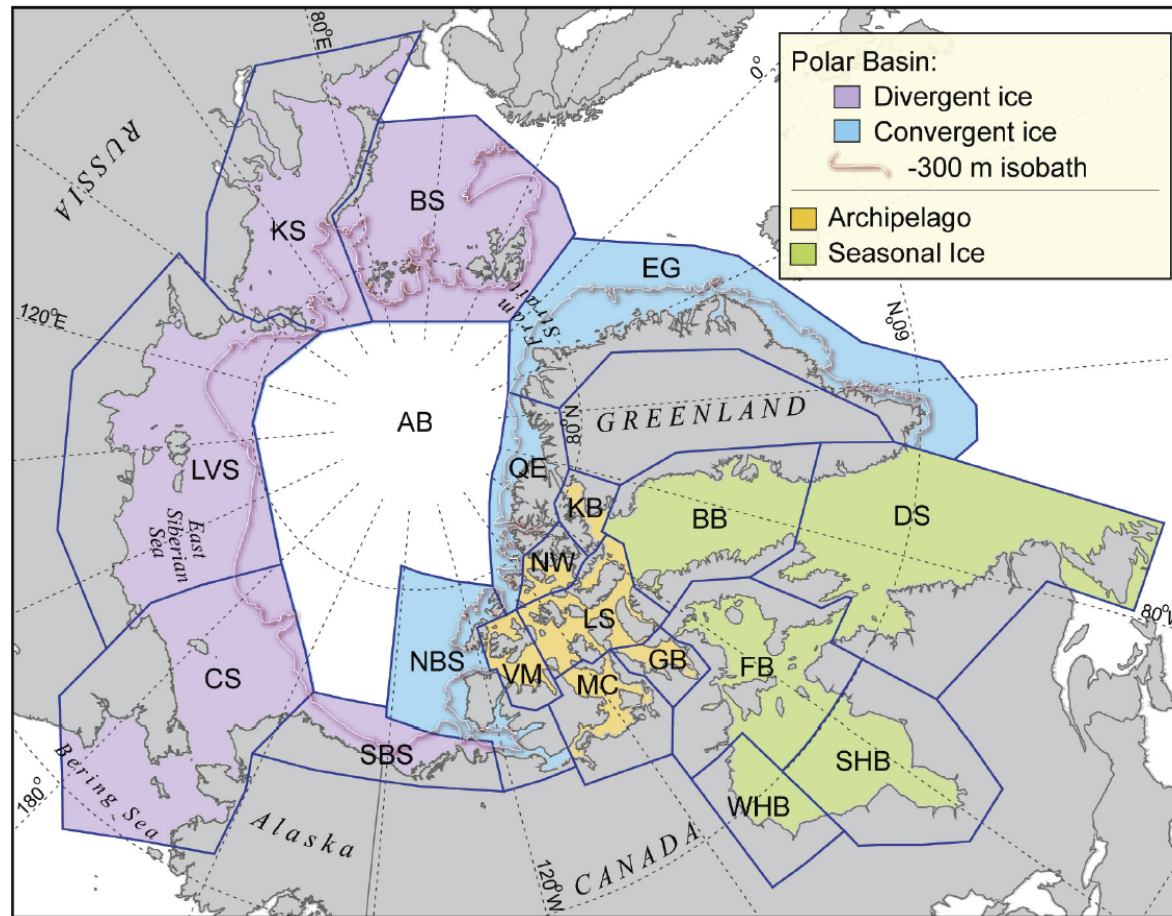 80°E
0°
Polar Basin:
Divergent ice
Convergent ice
-300 m isobath
Archipelago
Seasonal Ice
RUSSIA
KS
BS
EG
Fram
Strait
120°E
60°N
AB
GREENLAND
80°N
LVS
East
Siberian
Sea
QE
KB
BB
DS
NW
LS
80°W
NBS
VM
MC
GB
FB
CS
SBS
SHB
WHB
Bering Sea
180°
Alaska
CANADA
120°W